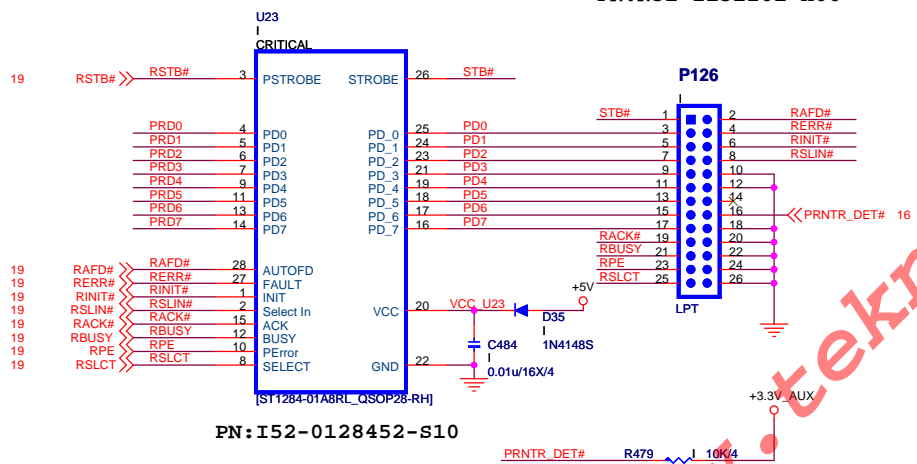 U23
I
CRITICAL
19 RSTB# RSTB# 3 PSTROBE STROBE 26 STB#
PRD0 4 PD0 PD_0 25 PD0
PRD1 5 PD1 PD_1 24 PD1
PRD2 6 PD2 PD_2 23 PD2
PRD3 7 PD3 PD_3 21 PD3
PRD4 9 PD4 PD_4 19 PD4
PRD5 11 PD5 PD_5 18 PD5
PRD6 13 PD6 PD_6 17 PD6
PRD7 14 PD7 PD_7 16 PD7
19 RAFD# RAFD# 28 AUTOFD
19 RERR# RERR# 27 FAULT
19 RINIT# RINIT# 1 INIT
19 RSLIN# RSLIN# 2 Select In
19 RACK# RACK# 15 ACK
19 RBUSY RBUSY 12 BUSY
19 RPE RPE 10 PError
19 RSLCT RSLCT 8 SELECT
VCC 20 VCC_U23
GND 22
[ST1284-01A8RL_QSOP28-RH]
PN:I52-0128452-S10
+5V
D35
I
1N4148S
C484
I
0.01u/16X/4
P126
I
STB# 1 2 RAFD#
3 4 RERR#
5 6 RINIT#
7 8 RSLIN#
9 10
11 12
13 14
15 16 PRNTR_DET# 16
17 18
RACK# 19 20
RBUSY 21 22
RPE 23 24
RSLCT 25 26
LPT
+3.3V_AUX
PRNTR_DET# R479 I 10K/4